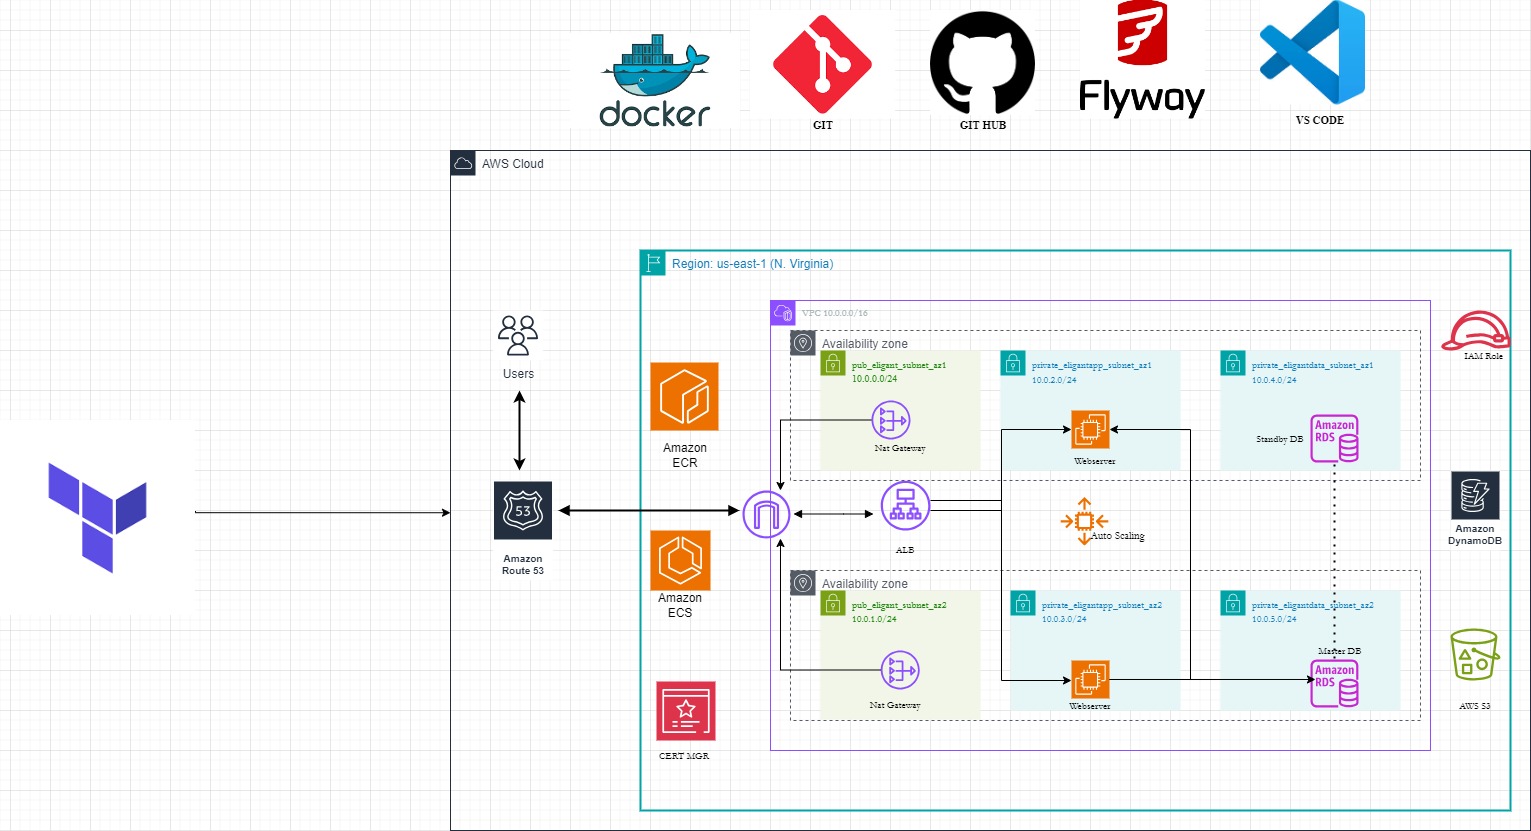 docker
GIT
GIT HUB
Flyway
VS CODE
AWS Cloud
Region: us-east-1 (N. Virginia)
VPC 10.0.0.0/16
Users
53
Amazon
Route 53
Amazon
ECR
Amazon
ECS
CERT MGR
Availability zone
pub_eligant_subnet_az1
10.0.0.0/24
Nat Gateway
private_eligantapp_subnet_az1
10.0.2.0/24
Webserver
private_eligantdata_subnet_az1
10.0.4.0/24
Standby DB
Amazon
RDS
ALB
Auto Scaling
Availability zone
pub_eligant_subnet_az2
10.0.1.0/24
Nat Gateway
private_eligantapp_subnet_az2
10.0.3.0/24
Webserver
private_eligantdata_subnet_az2
10.0.5.0/24
Master DB
Amazon
RDS
IAM Role
Amazon
DynamoDB
AWS S3